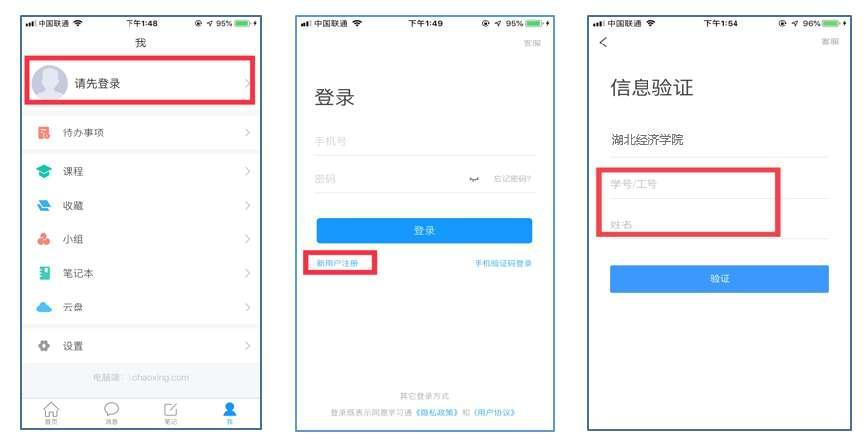 中国联通
下午1:48
95%
我
请先登录
待办事项
课程
收藏
小组
笔记本
云盘
设置
电脑端: i.chaoxing.com
首页
消息
笔记
我
中国联通
下午1:49
95%
客服
登录
手机号
密码
忘记密码?
登录
新用户注册
手机验证码登录
其它登录方式
登录既表示同意学习通《隐私政策》和《用户协议》
中国联通
下午1:54
96%
客服
信息验证
湖北经济学院
学号/工号
姓名
验证